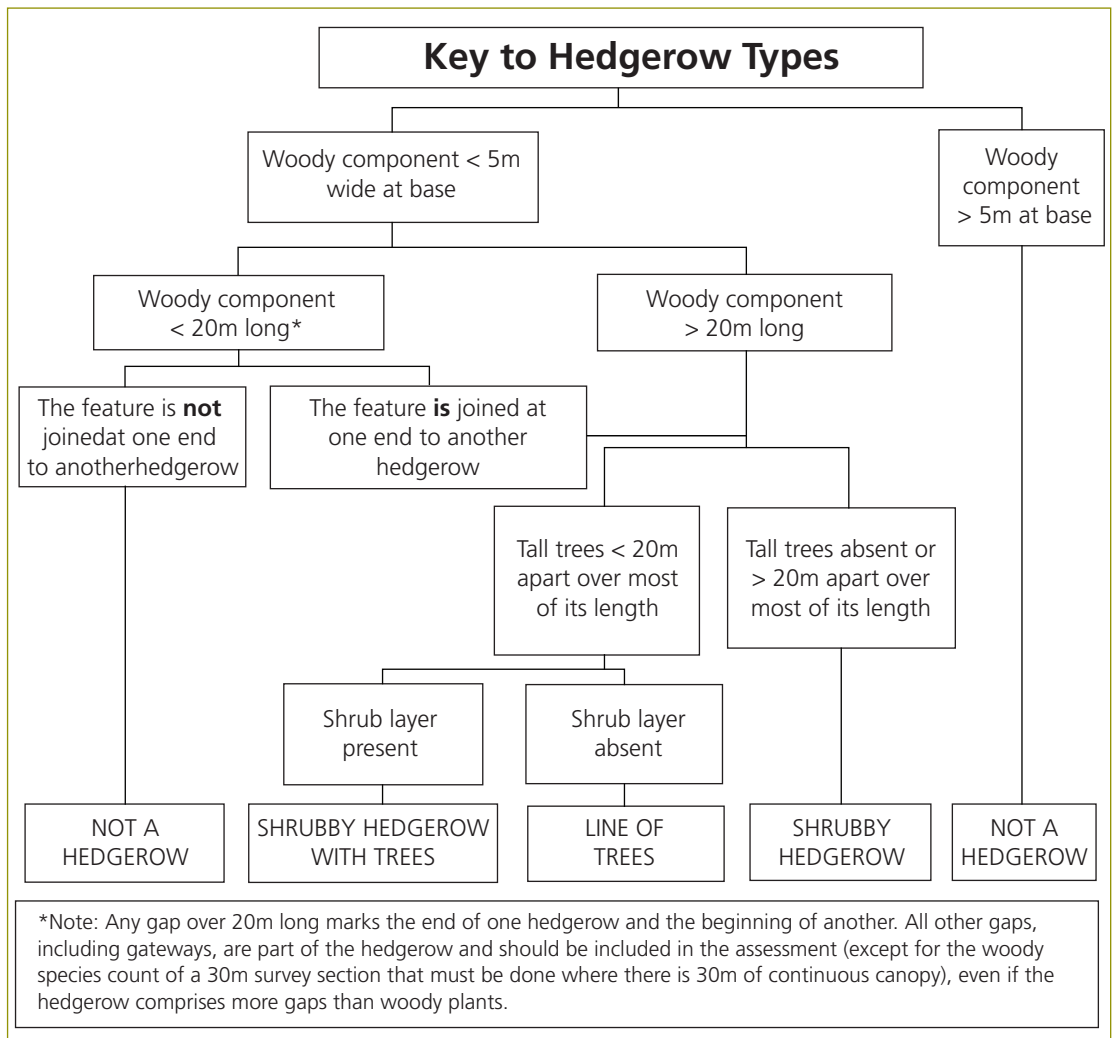 Key to Hedgerow Types
Woody component < 5m
wide at base
Woody
component
> 5m at base
Woody component
< 20m long*
Woody component
> 20m long
The feature is not
joinedat one end
to anotherhedgerow
The feature is joined at
one end to another
hedgerow
Tall trees < 20m
apart over most
of its length
Tall trees absent or
> 20m apart over
most of its length
Shrub layer
present
Shrub layer
absent
NOT A
HEDGEROW
SHRUBBY HEDGEROW
WITH TREES
LINE OF
TREES
SHRUBBY
HEDGEROW
NOT A
HEDGEROW
*Note: Any gap over 20m long marks the end of one hedgerow and the beginning of another. All other gaps,
including gateways, are part of the hedgerow and should be included in the assessment (except for the woody
species count of a 30m survey section that must be done where there is 30m of continuous canopy), even if the
hedgerow comprises more gaps than woody plants.